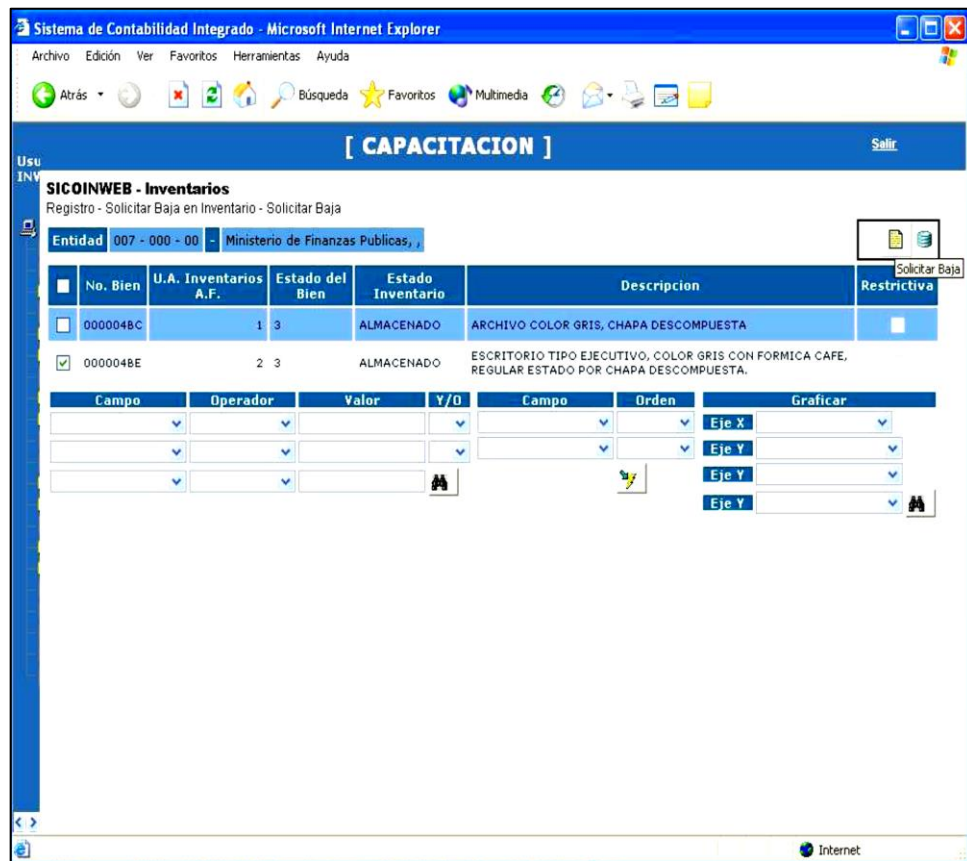 Sistema de Contabilidad Integrado - Microsoft Internet Explorer
Archivo Edición Ver Favoritos Herramientas Ayuda
Atrás Búsqueda Favoritos Multimedia
[ CAPACITACION ] Salir
Usu
INV
SICOINWEB - Inventarios
Registro - Solicitar Baja en Inventario - Solicitar Baja
Entidad 007 - 000 - 00 - Ministerio de Finanzas Publicas, ,
Solicitar Baja
No. Bien U.A. Inventarios A.F. Estado del Bien Estado Inventario Descripcion Restrictiva
000004BC 1 3 ALMACENADO ARCHIVO COLOR GRIS, CHAPA DESCOMPUESTA
000004BE 2 3 ALMACENADO ESCRITORIO TIPO EJECUTIVO, COLOR GRIS CON FORMICA CAFE,
REGULAR ESTADO POR CHAPA DESCOMPUESTA.
Campo Operador Valor Y/O Campo Orden Graficar
Eje X
Eje Y
Eje Y
Eje Y
Internet